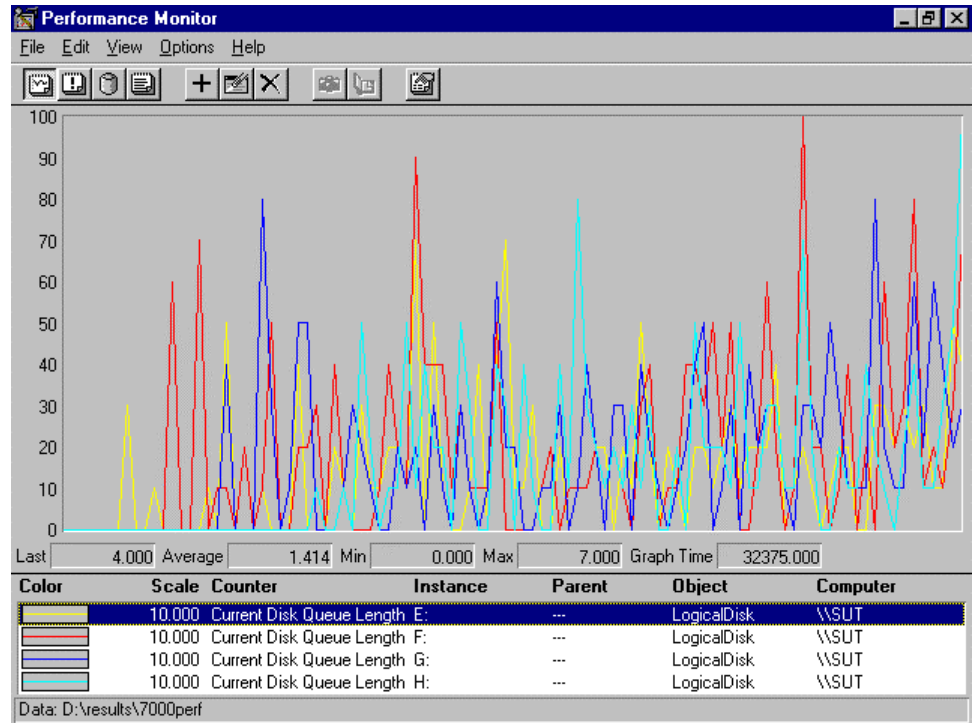 Performance Monitor
File Edit View Options Help
100
90
80
70
60
50
40
30
20
10
0
Last 4.000 Average 1.414 Min 0.000 Max 7.000 Graph Time 32375.000
Color Scale Counter Instance Parent Object Computer
10.000 Current Disk Queue Length E: --- LogicalDisk \\SUT
10.000 Current Disk Queue Length F: --- LogicalDisk \\SUT
10.000 Current Disk Queue Length G: --- LogicalDisk \\SUT
10.000 Current Disk Queue Length H: --- LogicalDisk \\SUT
Data: D:\results\7000perf